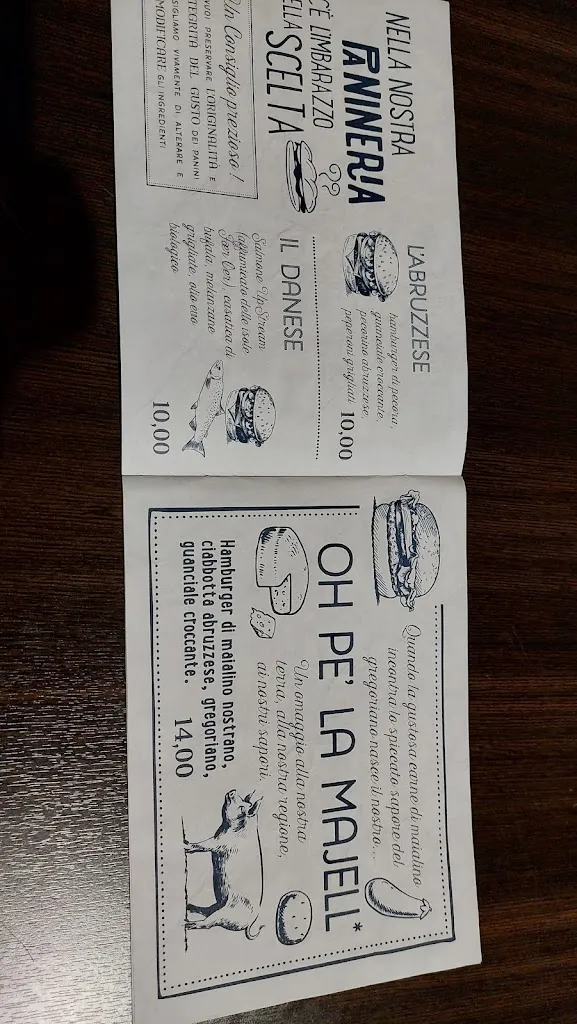 NELLA NOSTRA
PANINERIA
C'È L'IMBARAZZO
DELLA SCELTA
Un Consiglio prezioso!
VUOI PRESERVARE L'ORIGINALITÀ E
INTEGRITÀ DEL GUSTO DEI PANINI
SIGLIAMO VIVAMENTE DI ALTERARE E
MODIFICARE GLI INGREDIENTI
L'ABRUZZESE
hamburger di pecora,
guanciale croccante,
pecorino abruzzese,
peperoni grigliati
10,00
IL DANESE
Salmone UpStream
(affumicato delle isole
Fær Øer), casatica di
bufala, melanzane
grigliate, olio evo
biologico
10,00
Quando la gustosa carne di maialino
incontra lo spiccato sapore del
gregoriano nasce il nostro...
OH PE' LA MAJELL*
Un omaggio alla nostra
terra, alla nostra regione,
ai nostri sapori.
Hamburger di maialino nostrano,
ciabbotta abruzzese, gregoriano,
guanciale croccante.
14,00